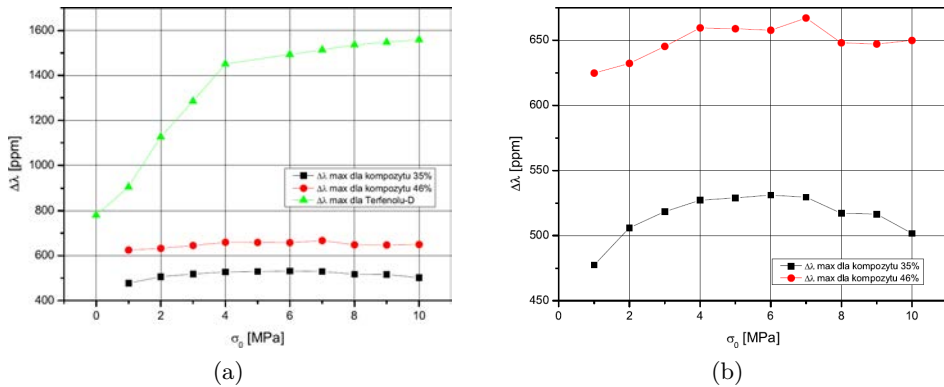 1600
1400
1200
1000
800
600
400
Δλ [ppm]
Δλ max dla kompozytu 35%
Δλ max dla kompozytu 46%
Δλ max dla Terfenolu-D
0 2 4 6 8 10
σ0 [MPa]
(a)
650
600
550
500
450
Δλ [ppm]
Δλ max dla kompozytu 35%
Δλ max dla kompozytu 46%
0 2 4 6 8 10
σ0 [MPa]
(b)